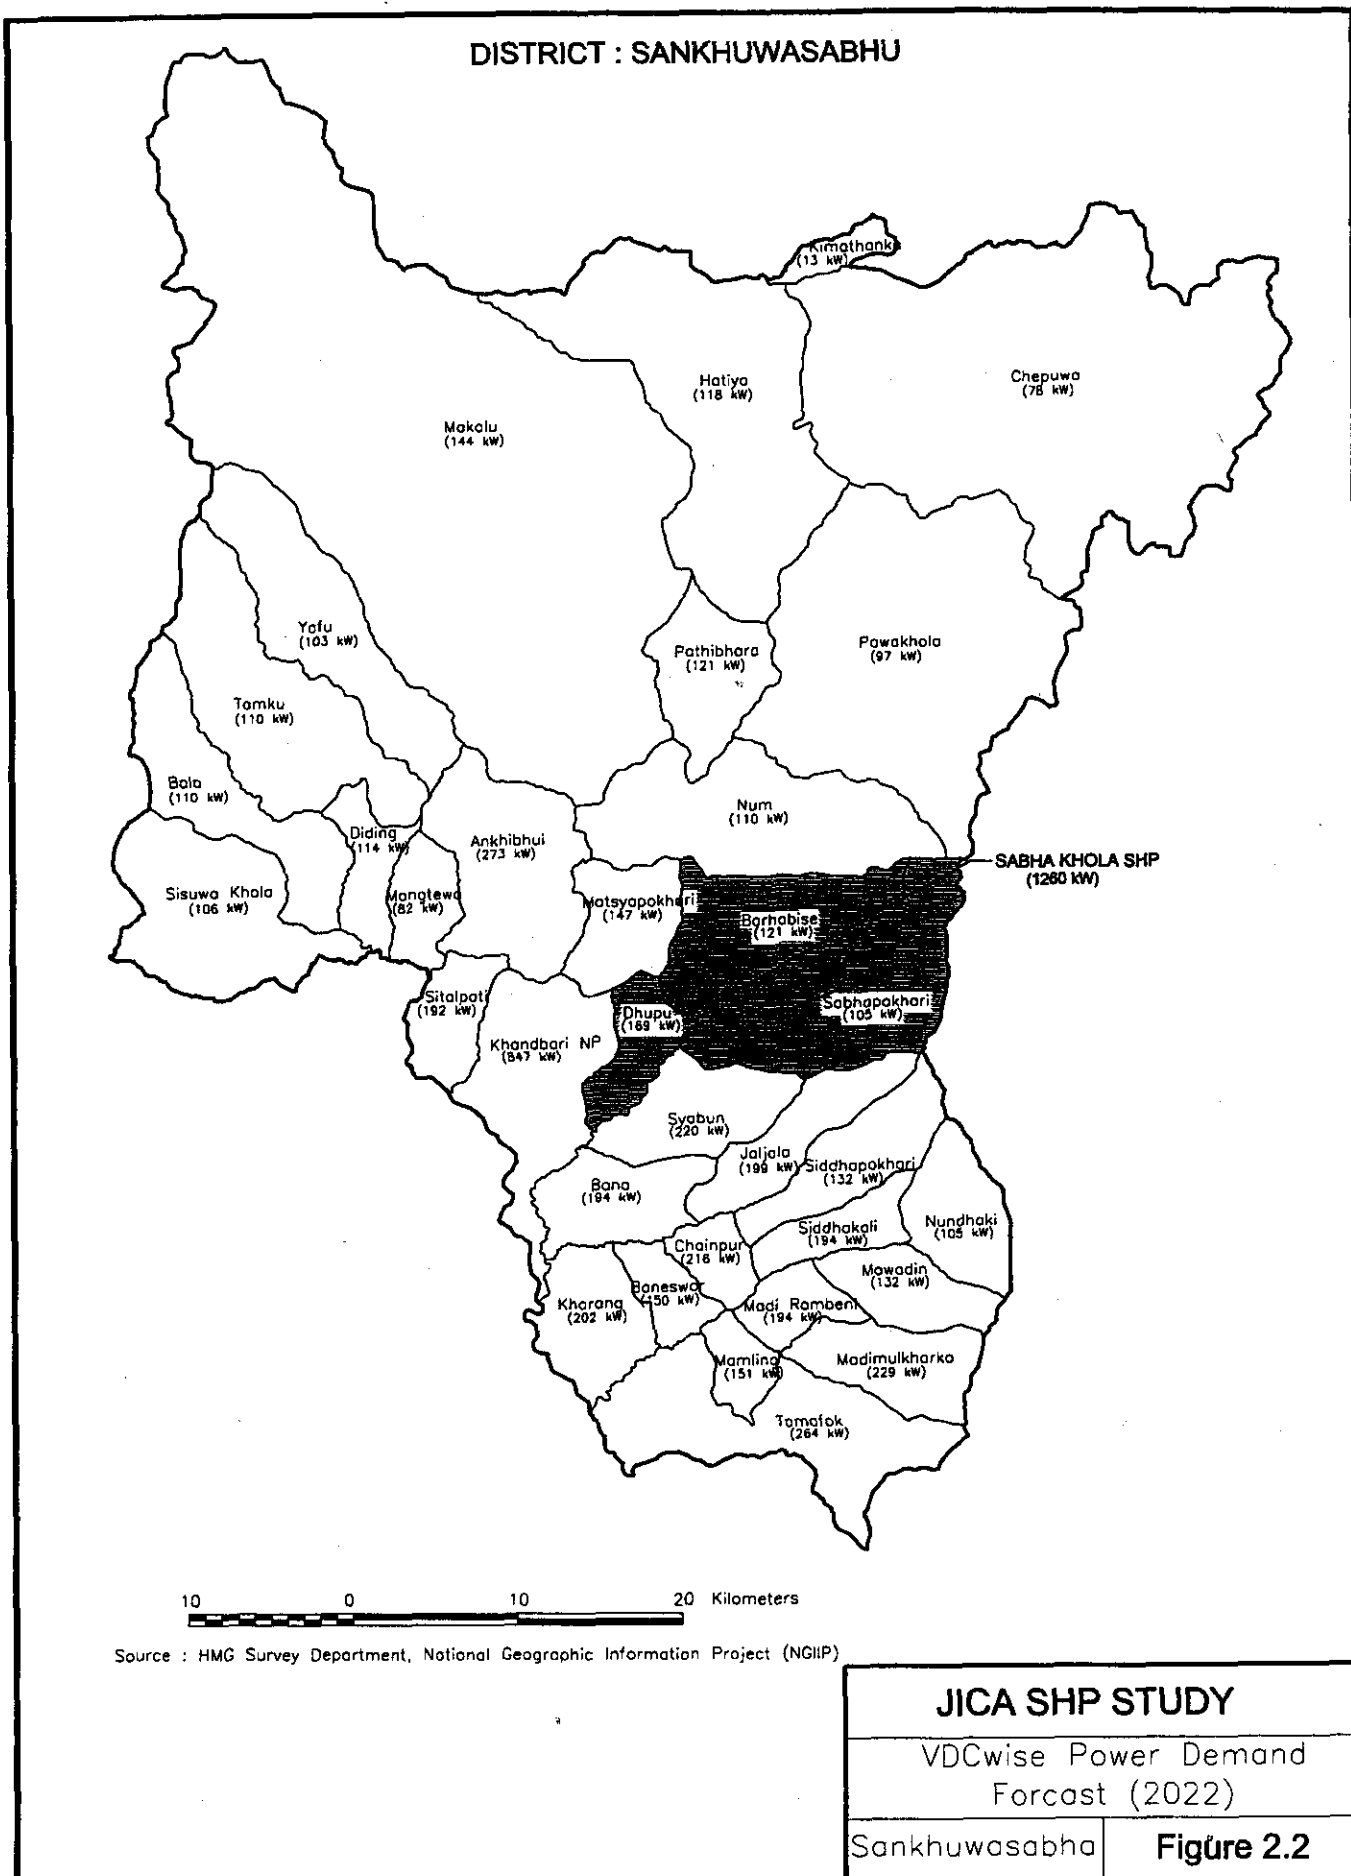 DISTRICT : SANKHUWASABHU
Kimathank
(13 kW)
Hatiya
(118 kW)
Chepuwa
(78 kW)
Makalu
(144 kW)
Yafu
(103 kW)
Pathibhara
(121 kW)
Pawakhola
(97 kW)
Tamku
(110 kW)
Bala
(110 kW)
Num
(110 kW)
Diding
(114 kW)
Ankhibhui
(273 kW)
SABHA KHOLA SHP
(1260 kW)
Sisuwa Khola
(106 kW)
Mangtewa
(82 kW)
Matsyapokhari
(147 kW)
Barhabise
(121 kW)
Sitalpati
(192 kW)
Dhupu
(169 kW)
Sabhapokhari
(105 kW)
Khandbari NP
(847 kW)
Syabun
(220 kW)
Jaljala
(199 kW)
Siddhapokhari
(132 kW)
Bana
(194 kW)
Siddhakali
(194 kW)
Nundhaki
(105 kW)
Chainpur
(216 kW)
Mawadin
(132 kW)
Kharang
(202 kW)
Baneswor
(150 kW)
Madi Rambeni
(194 kW)
Mamling
(151 kW)
Madimulkharka
(229 kW)
Tamafok
(264 kW)
10 0 10 20 Kilometers
Source : HMG Survey Department, National Geographic Information Project (NGIIP)
JICA SHP STUDY
VDCwise Power Demand
Forcast (2022)
Sankhuwasabha Figure 2.2